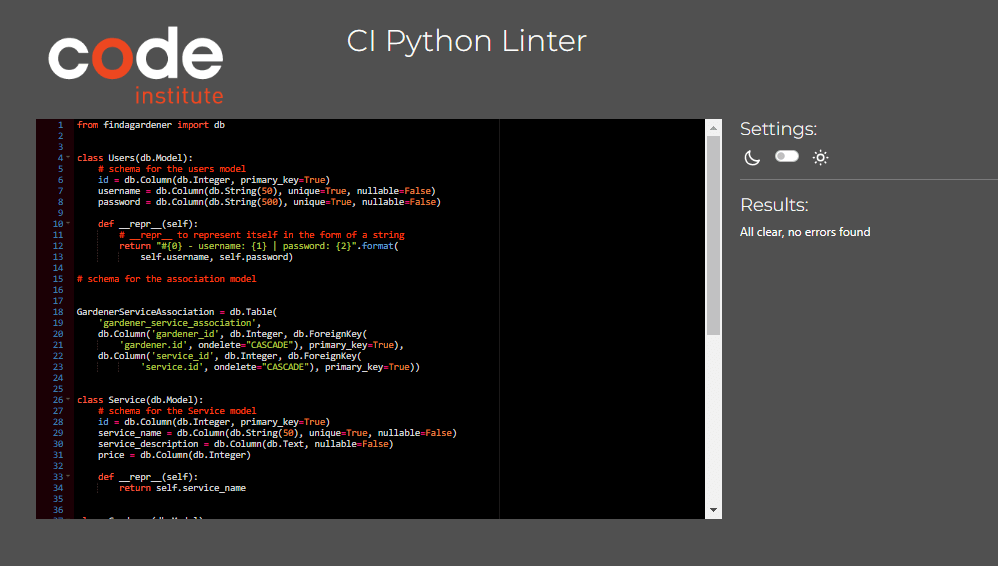 code
institute
CI Python Linter
1 from findagardener import db
2
3
4 class Users(db.Model):
5 # schema for the users model
6 id = db.Column(db.Integer, primary_key=True)
7 username = db.Column(db.String(50), unique=True, nullable=False)
8 password = db.Column(db.String(500), unique=True, nullable=False)
9
10 def __repr__(self):
11 # __repr__ to represent itself in the form of a string
12 return "#{0} - username: {1} | password: {2}".format(
13 self.username, self.password)
14
15 # schema for the association model
16
17
18 GardenerServiceAssociation = db.Table(
19 'gardener_service_association',
20 db.Column('gardener_id', db.Integer, db.ForeignKey(
21 'gardener.id', ondelete="CASCADE"), primary_key=True),
22 db.Column('service_id', db.Integer, db.ForeignKey(
23 'service.id', ondelete="CASCADE"), primary_key=True))
24
25
26 class Service(db.Model):
27 # schema for the Service model
28 id = db.Column(db.Integer, primary_key=True)
29 service_name = db.Column(db.String(50), unique=True, nullable=False)
30 service_description = db.Column(db.Text, nullable=False)
31 price = db.Column(db.Integer)
32
33 def __repr__(self):
34 return self.service_name
35
36
Settings:
Results:
All clear, no errors found